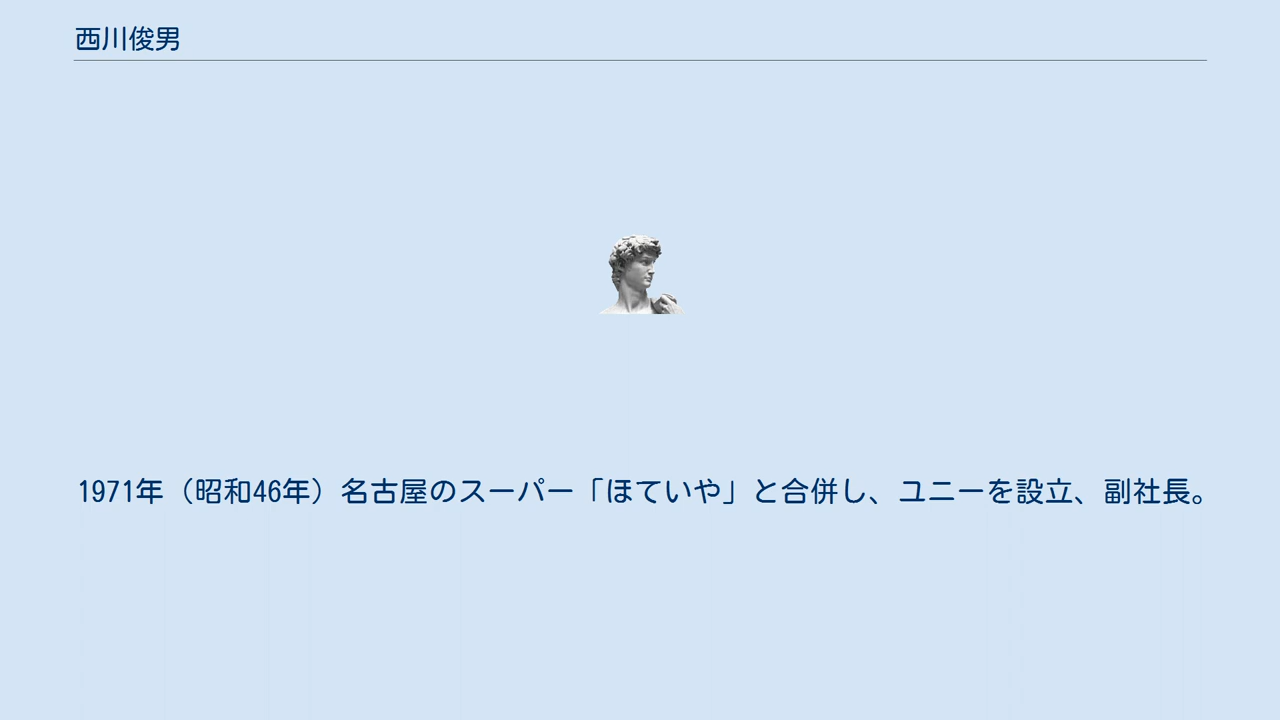 西川俊男
1971年（昭和46年）名古屋のスーパー「ほていや」と合併し、ユニーを設立、副社長。